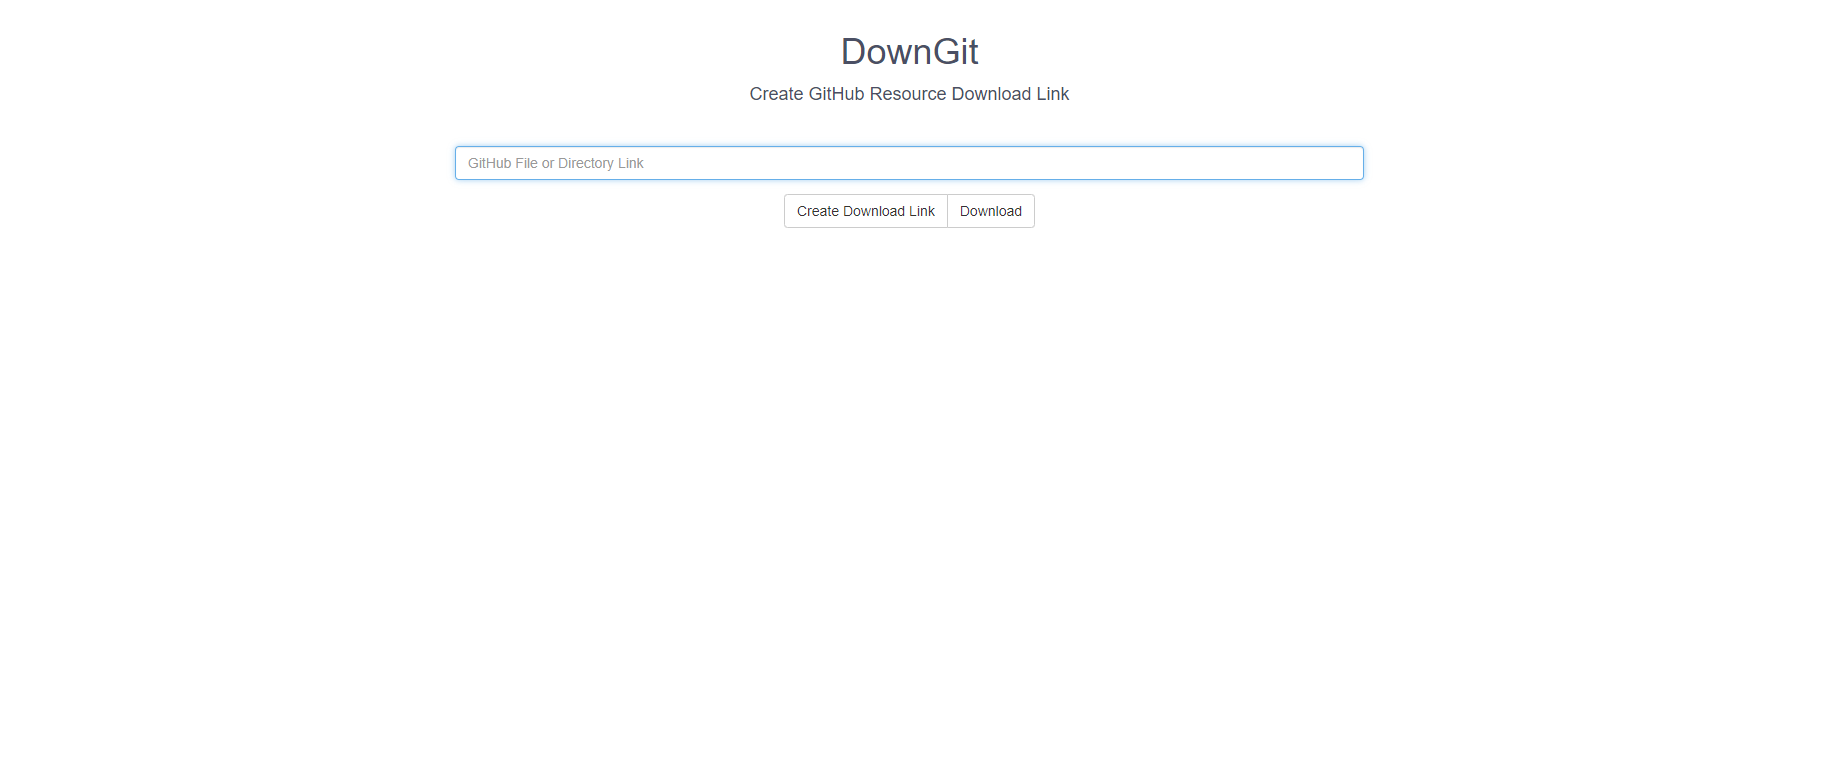 DownGit
Create GitHub Resource Download Link
GitHub File or Directory Link
Create Download Link Download